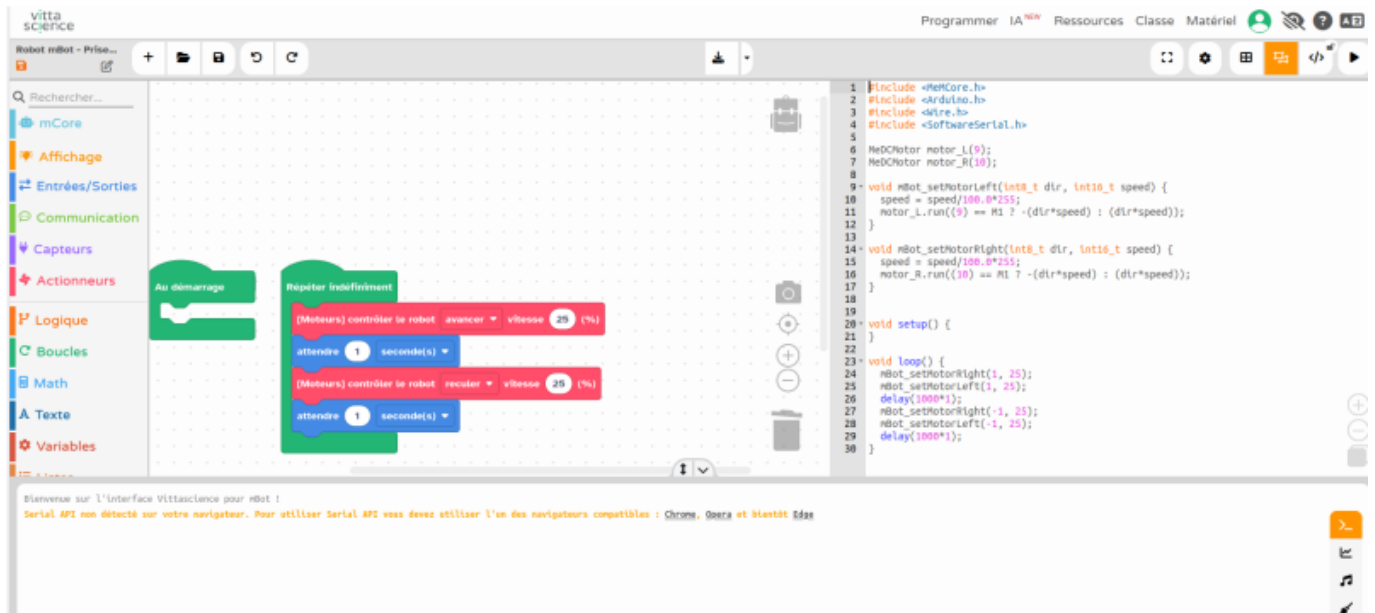 vitta
science
Programmer IA NEW Ressources Classe Matériel
Robot mBot - Prise...
Rechercher...
mCore
Affichage
Entrées/Sorties
Communication
Capteurs
Actionneurs
Logique
Boucles
Math
Texte
Variables
Au démarrage
Répéter indéfiniment
[Moteurs] contrôler le robot avancer vitesse 25 (%)
attendre 1 seconde(s)
[Moteurs] contrôler le robot reculer vitesse 25 (%)
attendre 1 seconde(s)
1 #include <MeMCore.h>
2 #include <Arduino.h>
3 #include <Wire.h>
4 #include <SoftwareSerial.h>
5
6 MeDCMotor motor_L(9);
7 MeDCMotor motor_R(10);
8
9 void mBot_setMotorLeft(int8_t dir, int16_t speed) {
10 speed = speed/100.0*255;
11 motor_L.run((9) == M1 ? -(dir*speed) : (dir*speed));
12 }
13
14 void mBot_setMotorRight(int8_t dir, int16_t speed) {
15 speed = speed/100.0*255;
16 motor_R.run((10) == M1 ? -(dir*speed) : (dir*speed));
17 }
18
19
20 void setup() {
21 }
22
23 void loop() {
24 mBot_setMotorRight(1, 25);
25 mBot_setMotorLeft(1, 25);
26 delay(1000*1);
27 mBot_setMotorRight(-1, 25);
28 mBot_setMotorLeft(-1, 25);
29 delay(1000*1);
30 }
Bienvenue sur l'interface Vittascience pour mBot !
Serial API non détecté sur votre navigateur. Pour utiliser Serial API vous devez utiliser l'un des navigateurs compatibles : Chrome, Opera et bientôt Edge